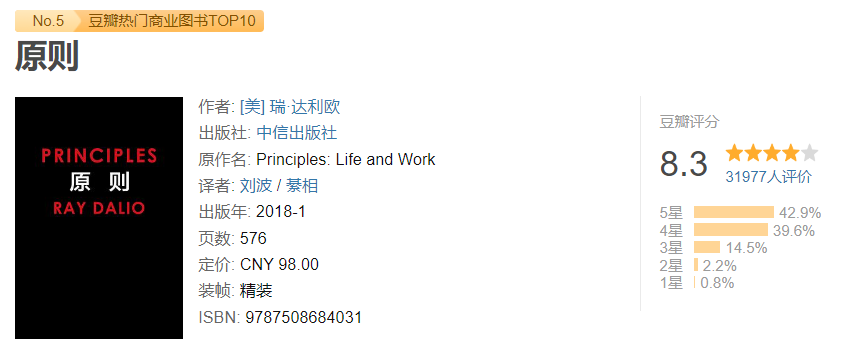 No.5 豆瓣热门商业图书TOP10
原则
PRINCIPLES
原 则
RAY DALIO
作者: [美] 瑞·达利欧
出版社: 中信出版社
原作名: Principles: Life and Work
译者: 刘波 / 綦相
出版年: 2018-1
页数: 576
定价: CNY 98.00
装帧: 精装
ISBN: 9787508684031
豆瓣评分
8.3
31977人评价
5星 42.9%
4星 39.6%
3星 14.5%
2星 2.2%
1星 0.8%